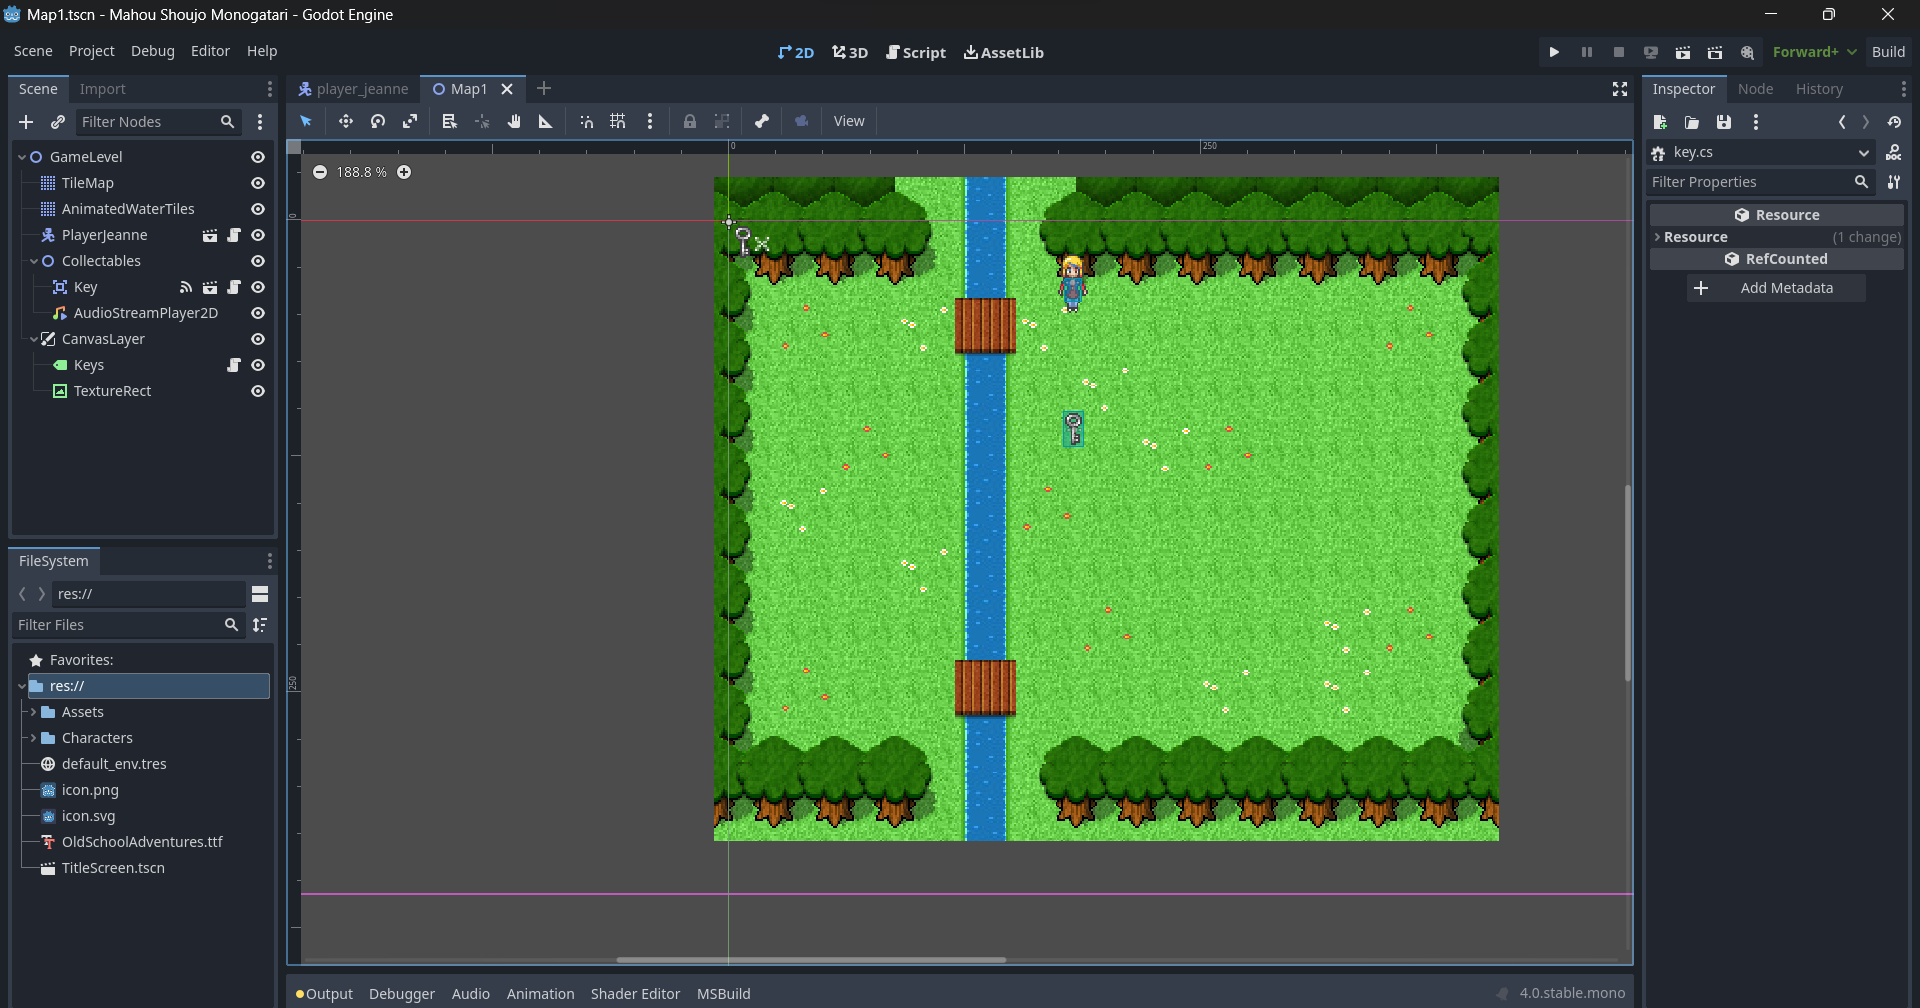 Map1.tscn - Mahou Shoujo Monogatari - Godot Engine
Scene Project Debug Editor Help
2D 3D Script AssetLib
Forward+ Build
Scene Import
Filter Nodes
GameLevel
TileMap
AnimatedWaterTiles
PlayerJeanne
Collectables
Key
AudioStreamPlayer2D
CanvasLayer
Keys
TextureRect
FileSystem
res://
Filter Files
Favorites:
res://
Assets
Characters
default_env.tres
icon.png
icon.svg
OldSchoolAdventures.ttf
TitleScreen.tscn
player_jeanne Map1
View
0 250
188.8 %
0
250
Output Debugger Audio Animation Shader Editor MSBuild
4.0.stable.mono
Inspector Node History
key.cs
Filter Properties
Resource
Resource (1 change)
RefCounted
Add Metadata